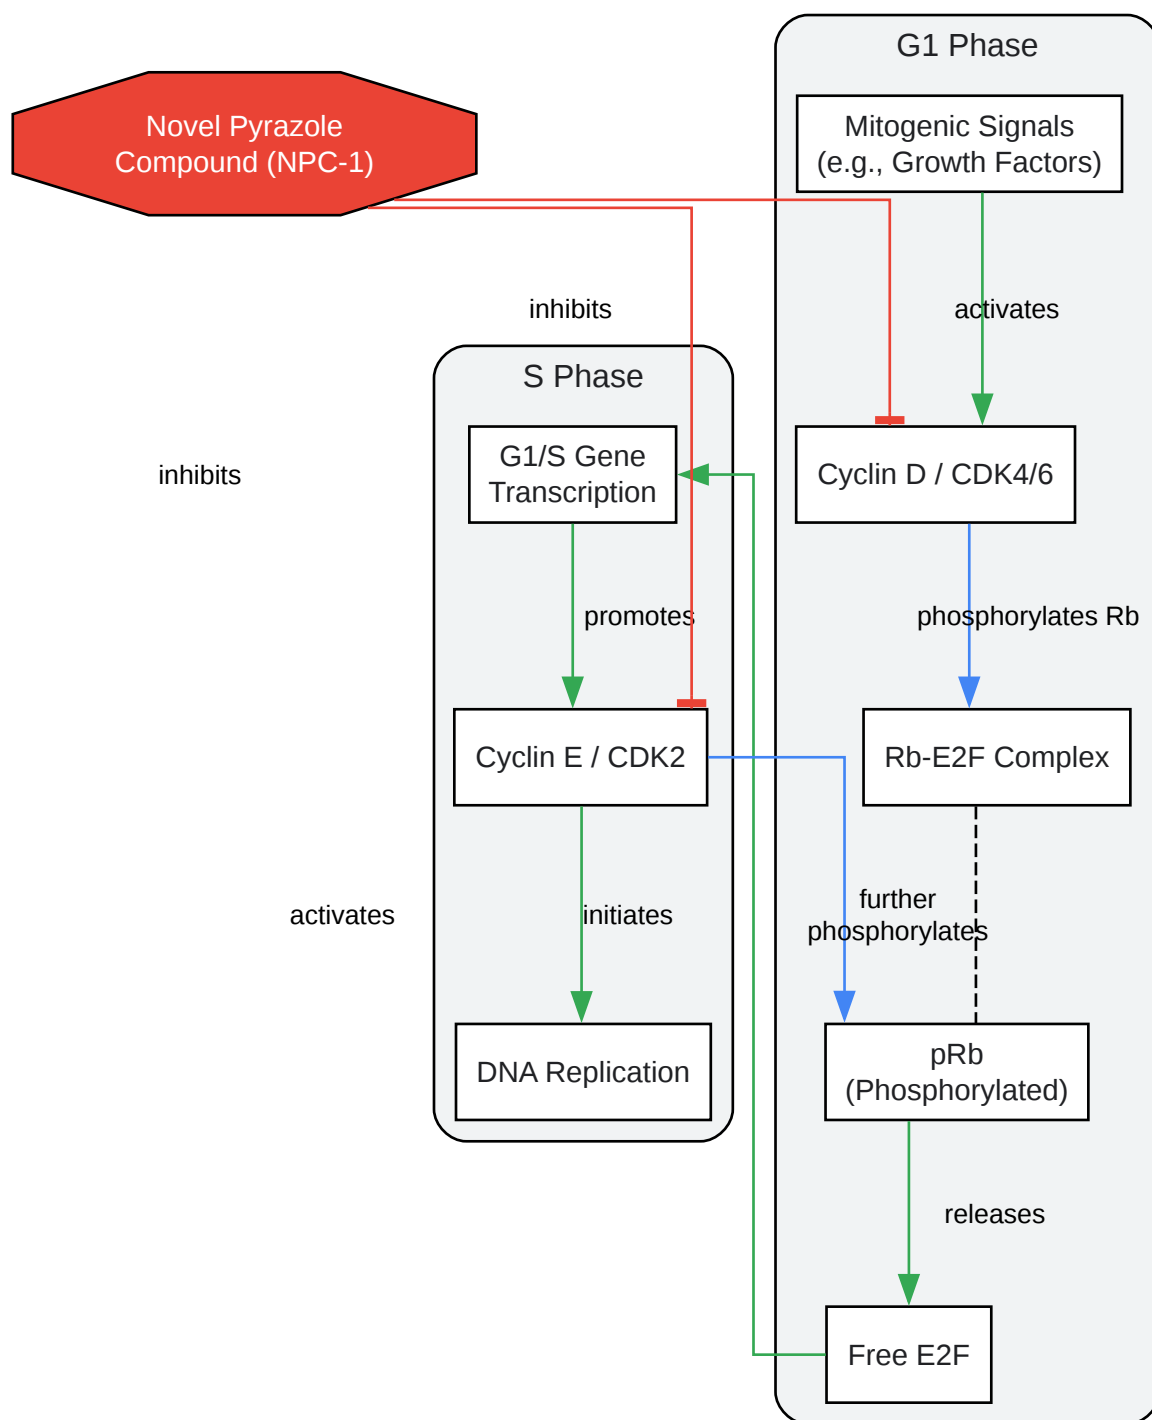 G1 Phase
Novel Pyrazole
Compound (NPC-1)
Mitogenic Signals
(e.g., Growth Factors)
inhibits
activates
S Phase
G1/S Gene
Transcription
Cyclin D / CDK4/6
inhibits
promotes
phosphorylates Rb
Cyclin E / CDK2
Rb-E2F Complex
activates
initiates
further
phosphorylates
DNA Replication
pRb
(Phosphorylated)
releases
Free E2F